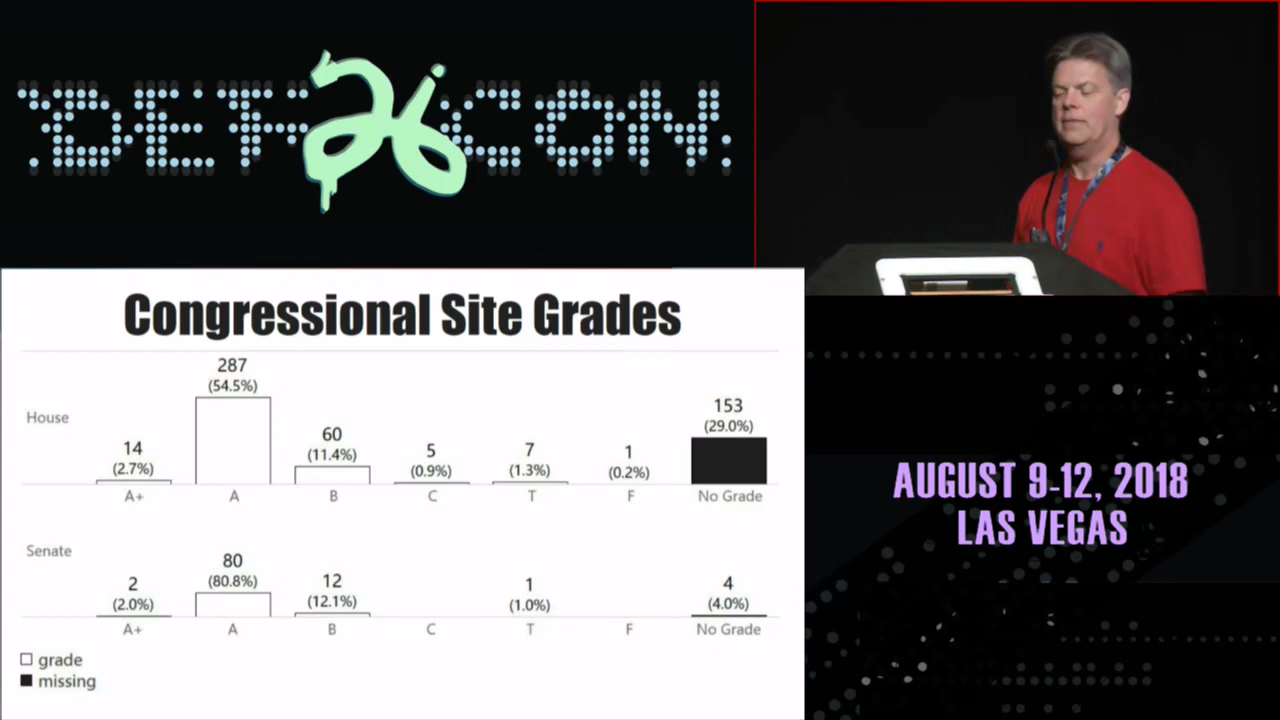 DEF CON
26
Congressional Site Grades
House
14
(2.7%)
A+
287
(54.5%)
A
60
(11.4%)
B
5
(0.9%)
C
7
(1.3%)
T
1
(0.2%)
F
153
(29.0%)
No Grade
Senate
2
(2.0%)
A+
80
(80.8%)
A
12
(12.1%)
B
C
1
(1.0%)
T
F
4
(4.0%)
No Grade
grade
missing
AUGUST 9-12, 2018
LAS VEGAS